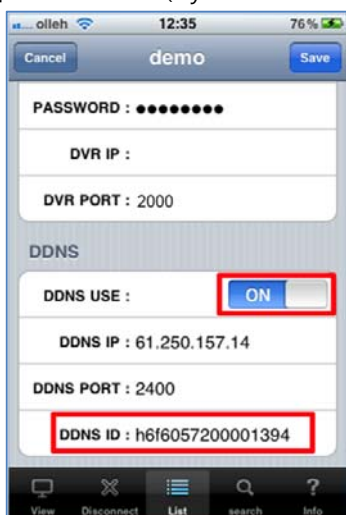 olleh 12:35 76%
Cancel demo Save
PASSWORD : ●●●●●●●●
DVR IP :
DVR PORT : 2000
DDNS
DDNS USE : ON
DDNS IP : 61.250.157.14
DDNS PORT : 2400
DDNS ID : h6f6057200001394
View Disconnect List search Info